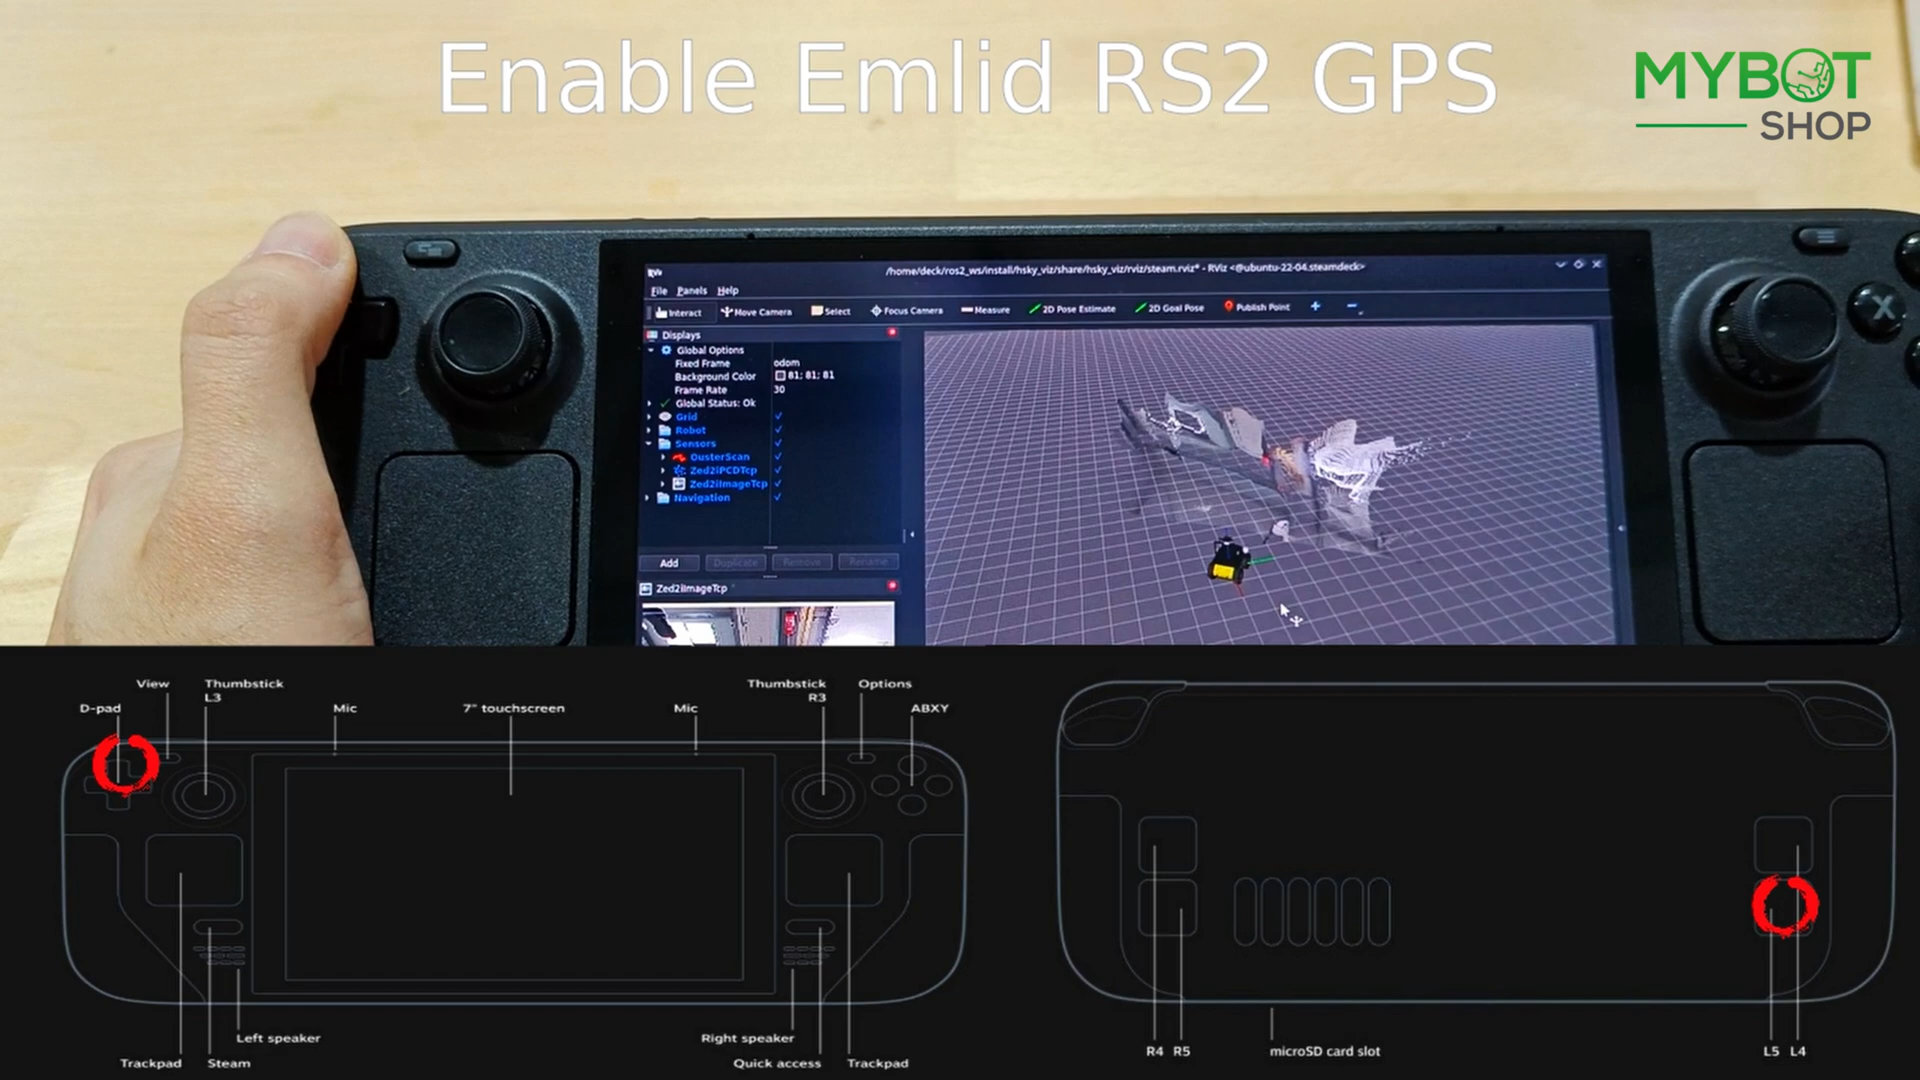 Enable Emlid RS2 GPS
MYBOT
SHOP
/home/deck/ros2_ws/install/hsky_viz/share/hsky_viz/rviz/steam.rviz* - RViz <@ubuntu-22-04.steamdeck>
File Panels Help
Interact Move Camera Select Focus Camera Measure 2D Pose Estimate 2D Goal Pose Publish Point
Displays
Global Options
Fixed Frame odom
Background Color 81; 81; 81
Frame Rate 30
Global Status: Ok
Grid
Robot
Sensors
OusterScan
Zed2iPCDTcp
Zed2iImageTcp
Navigation
Add Duplicate Remove Rename
Zed2iImageTcp
X
View Thumbstick L3
D-pad Mic 7" touchscreen Mic
Thumbstick R3 Options
ABXY
Left speaker Right speaker
Trackpad Steam Quick access Trackpad
R4 R5 microSD card slot L5 L4